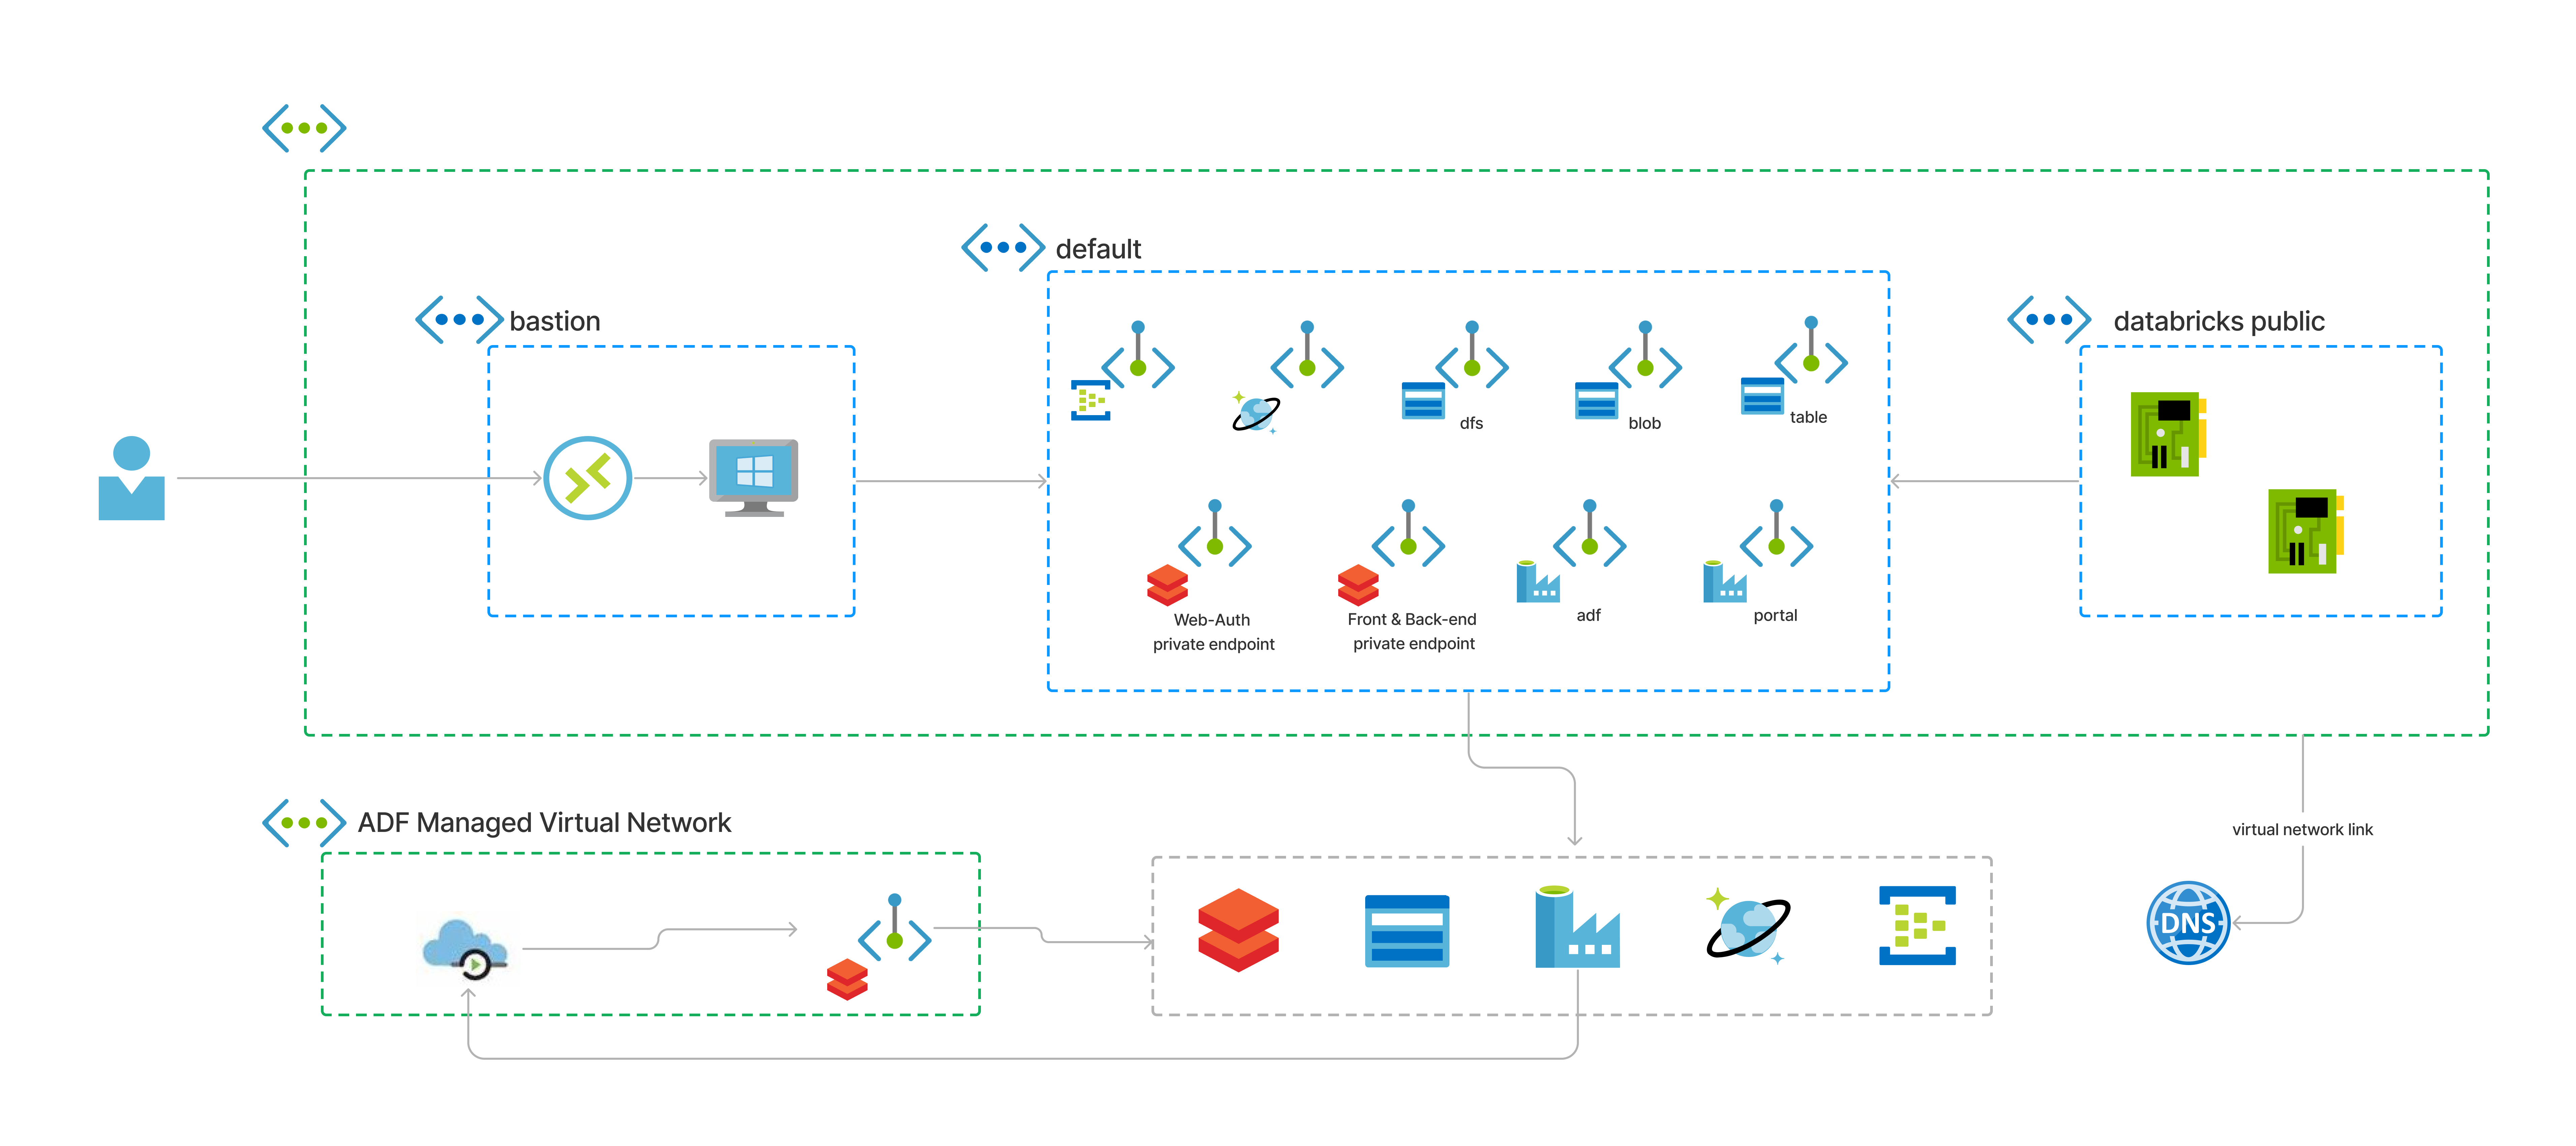 default
bastion
databricks public
dfs
blob
table
Web-Auth
private endpoint
Front & Back-end
private endpoint
adf
portal
ADF Managed Virtual Network
virtual network link
DNS